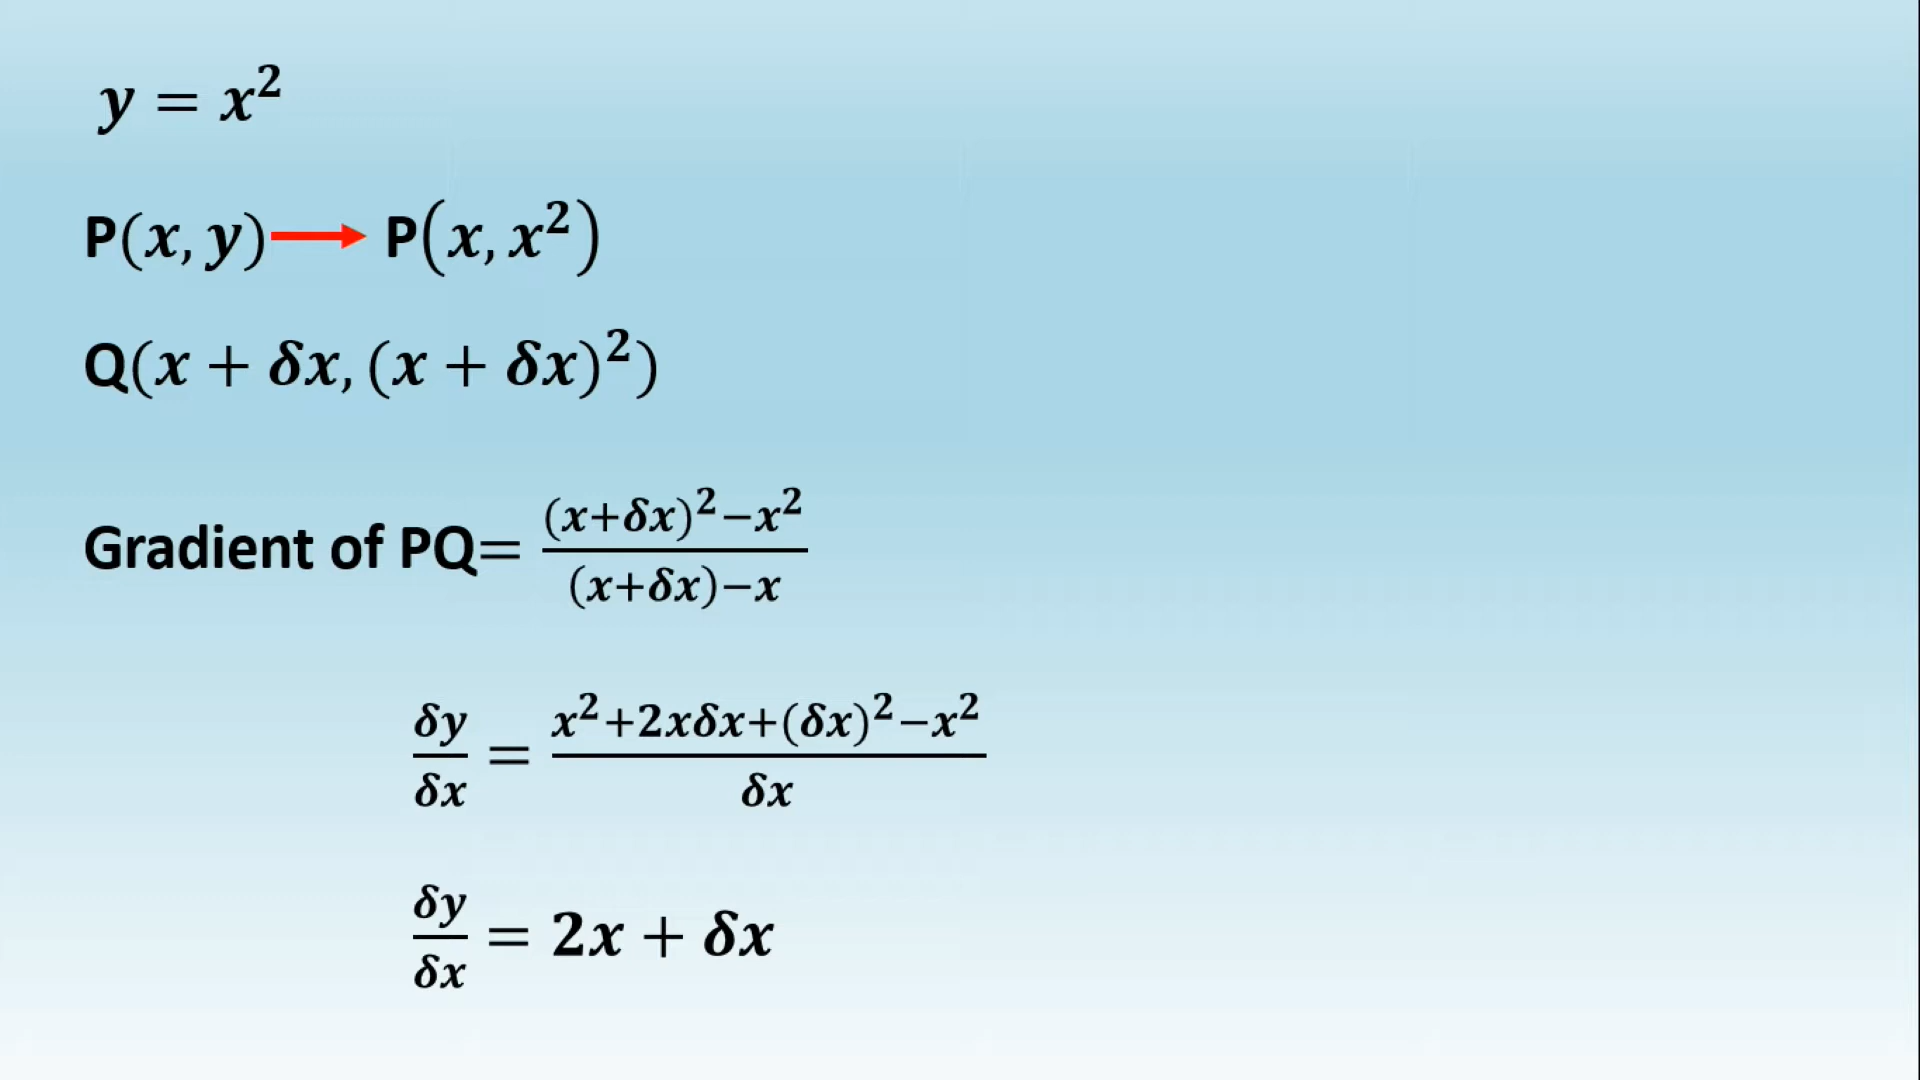 y = x²
P(x, y) → P(x, x²)
Q(x + δx, (x + δx)²)
Gradient of PQ= ((x+δx)²−x²)/((x+δx)−x)
δy/δx = (x²+2xδx+(δx)²−x²)/δx
δy/δx = 2x + δx